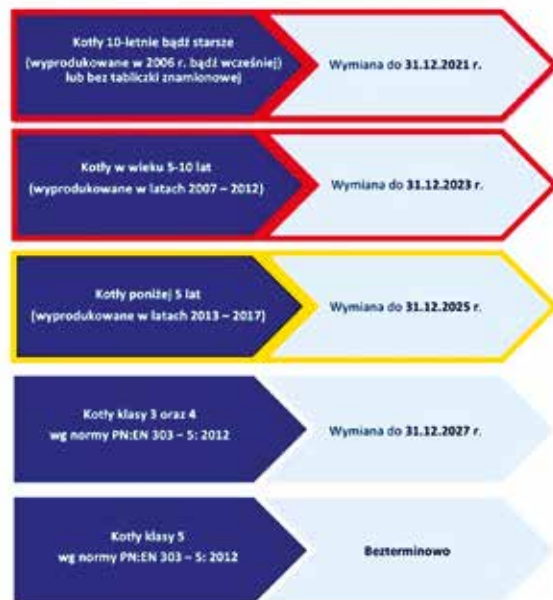 Kotły 10-letnie bądź starsze
(wyprodukowane w 2006 r. bądź wcześniej)
lub bez tabliczki znamionowej)
Wymiana do 31.12.2021 r.
Kotły w wieku 5-10 lat
(wyprodukowane w latach 2007 – 2012)
Wymiana do 31.12.2023 r.
Kotły poniżej 5 lat
(wyprodukowane w latach 2013 – 2017)
Wymiana do 31.12.2025 r.
Kotły klasy 3 oraz 4
wg normy PN:EN 303 – 5: 2012
Wymiana do 31.12.2027 r.
Kotły klasy 5
wg normy PN:EN 303 – 5: 2012
Bezterminowo